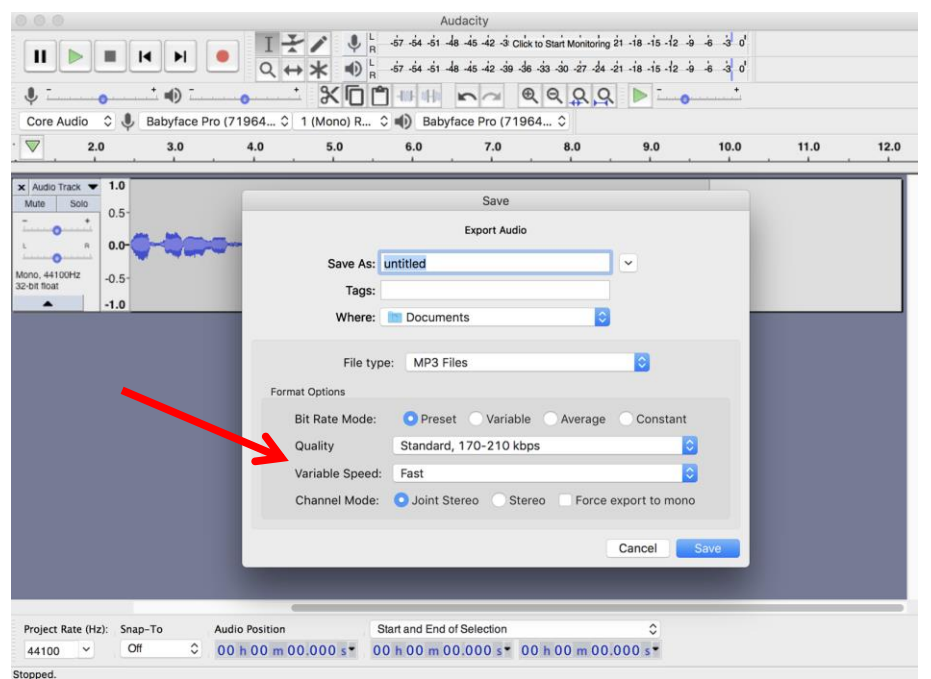 Audacity
L
R
-57 -54 -51 -48 -45 -42 -3 Click to Start Monitoring 21 -18 -15 -12 -9 -6 -3 0
L
R
-57 -54 -51 -48 -45 -42 -39 -36 -33 -30 -27 -24 -21 -18 -15 -12 -9 -6 -3 0
- + - + - +
Core Audio Babyface Pro (71964... 1 (Mono) R... Babyface Pro (71964...
2.0 3.0 4.0 5.0 6.0 7.0 8.0 9.0 10.0 11.0 12.0
x Audio Track 1.0
Mute Solo
- +
0.5-
L R
0.0-
Mono, 44100Hz
32-bit float
-0.5-
-1.0
Save
Export Audio
Save As: untitled
Tags:
Where: Documents
File type: MP3 Files
Format Options
Bit Rate Mode: Preset Variable Average Constant
Quality Standard, 170-210 kbps
Variable Speed: Fast
Channel Mode: Joint Stereo Stereo Force export to mono
Cancel Save
Project Rate (Hz): Snap-To Audio Position Start and End of Selection
44100 Off 00 h 00 m 00.000 s 00 h 00 m 00.000 s 00 h 00 m 00.000 s
Stopped.